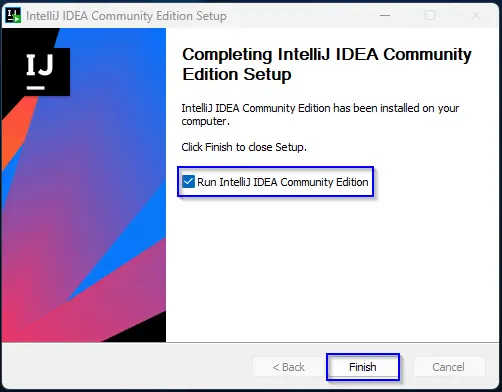 IntelliJ IDEA Community Edition Setup
IJ
Completing IntelliJ IDEA Community
Edition Setup
IntelliJ IDEA Community Edition has been installed on your
computer.
Click Finish to close Setup.
Run IntelliJ IDEA Community Edition
< Back
Finish
Cancel